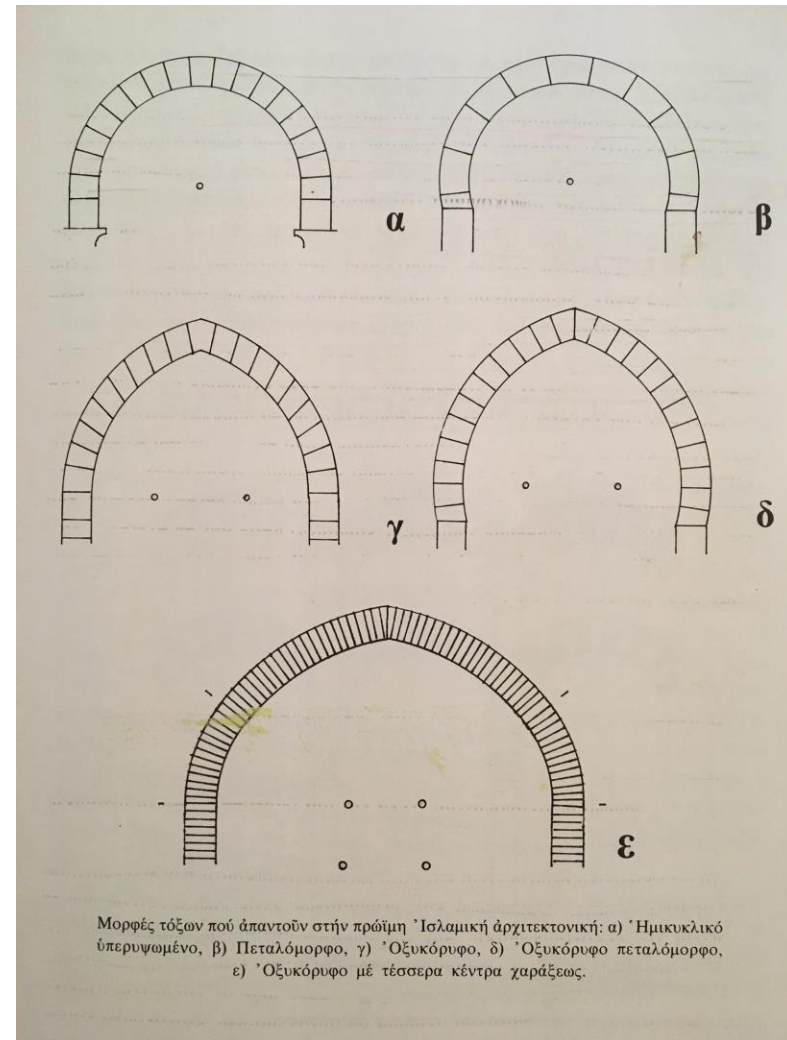 α
β
γ
δ
ε
Μορφές τόξων πού ἀπαντοῦν στήν πρώϊμη Ἰσλαμική ἀρχιτεκτονική: α) Ἡμικυκλικό
ὑπερυψωμένο, β) Πεταλόμορφο, γ) Ὀξυκόρυφο, δ) Ὀξυκόρυφο πεταλόμορφο,
ε) Ὀξυκόρυφο μέ τέσσερα κέντρα χαράξεως.